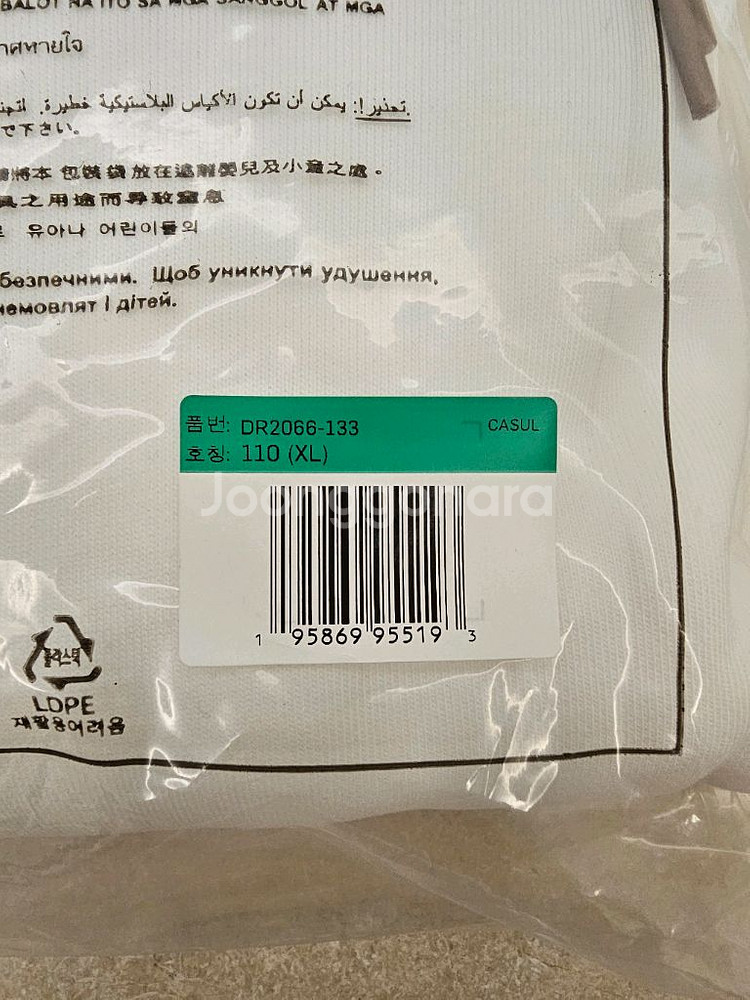 BALOT NA ITO SA MGA SANGGOL AT MGA
าศหายใจ
تحذير!: يمكن أن تكون الأكياس البلاستيكية خطيرة.
で下さい。
將本 包裝袋放在遠離嬰兒及小童之處。
具之用途而導致窒息
유아나 어린이들의
безпечними. Щоб уникнути удушення,
немовлят і дітей.
품번: DR2066-133 CASUL
호칭: 110 (XL)
Joonggonara
1 95869 95519 3
플라스틱
LDPE
재활용어려움